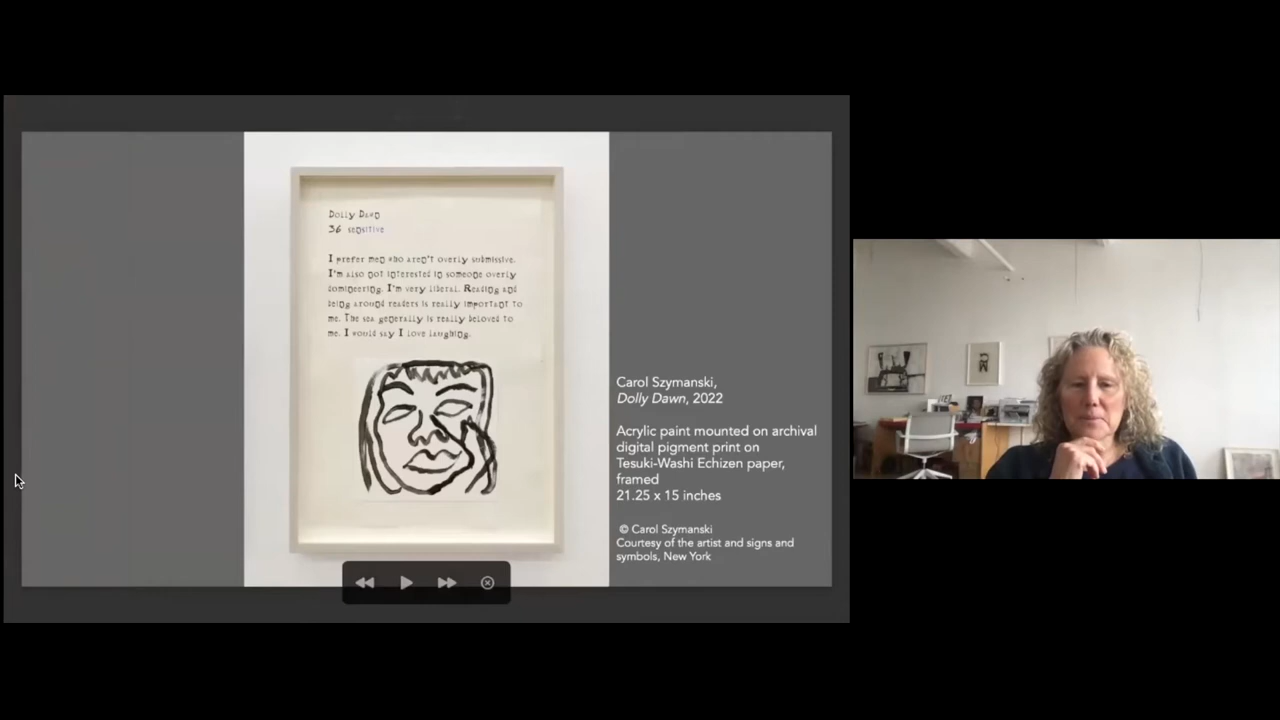 Dolly Dawn
36 sensitive
I prefer men who aren't overly submissive.
I'm also not interested in someone overly
domineering. I'm very liberal. Reading and
being around readers is really important to
me. The sea generally is really beloved to
me. I would say I love laughing.
Carol Szymanski,
Dolly Dawn, 2022
Acrylic paint mounted on archival
digital pigment print on
Tesuki-Washi Echizen paper,
framed
21.25 x 15 inches
© Carol Szymanski
Courtesy of the artist and signs and
symbols, New York